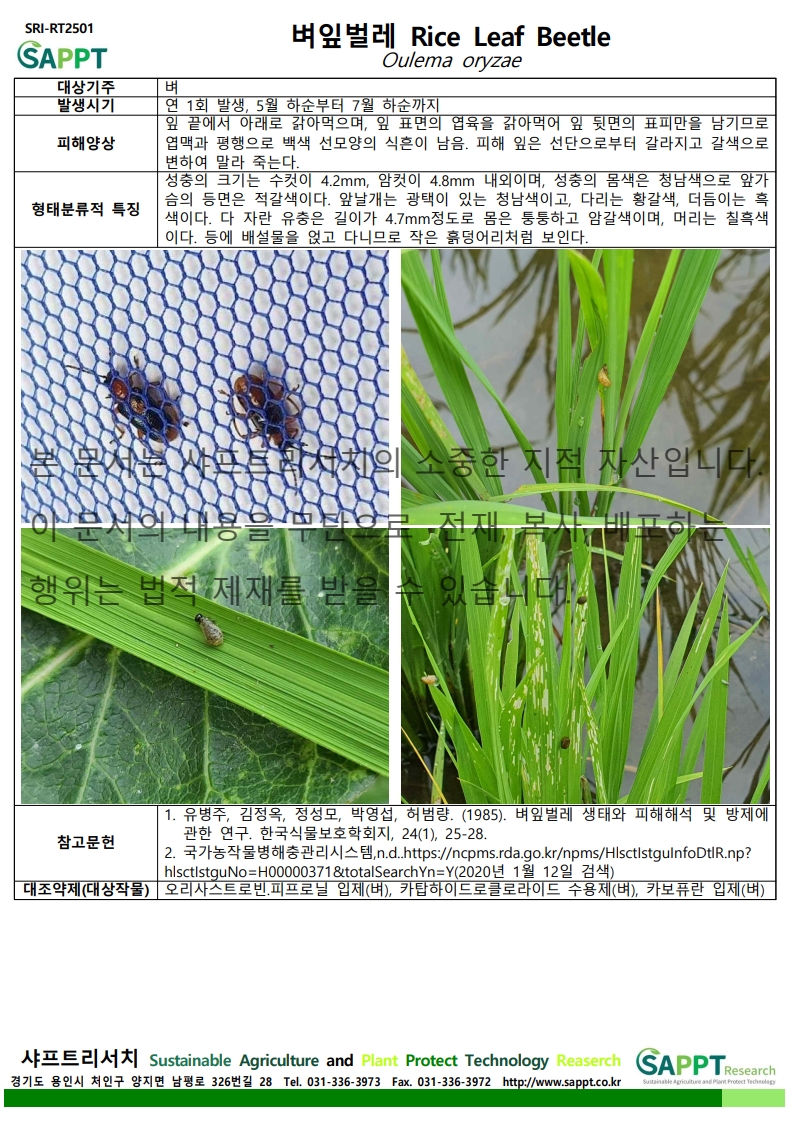 SRI-RT2501
SAPPT
벼잎벌레 Rice Leaf Beetle
Oulema oryzae
대상기주 벼
발생시기 연 1회 발생, 5월 하순부터 7월 하순까지
피해양상 잎 끝에서 아래로 갉아먹으며, 잎 표면의 엽육을 갉아먹어 잎 뒷면의 표피만을 남기므로
엽맥과 평행으로 백색 선모양의 식흔이 남음. 피해 잎은 선단으로부터 갈라지고 갈색으로
변하여 말라 죽는다.
형태분류적 특징 성충의 크기는 수컷이 4.2mm, 암컷이 4.8mm 내외이며, 성충의 몸색은 청남색으로 앞가
슴의 등면은 적갈색이다. 앞날개는 광택이 있는 청남색이고, 다리는 황갈색, 더듬이는 흑
색이다. 다 자란 유충은 길이가 4.7mm정도로 몸은 퉁퉁하고 암갈색이며, 머리는 칠흑색
이다. 등에 배설물을 얹고 다니므로 작은 흙덩어리처럼 보인다.
본 문서는 샤프트리서치의 소중한 지적 자산입니다.
이 문서의 내용을 무단으로 전재, 복사, 배포하는
행위는 법적 제재를 받을 수 있습니다.
참고문헌 1. 유병주, 김정옥, 정성모, 박영섭, 허범량. (1985). 벼잎벌레 생태와 피해해석 및 방제에
관한 연구. 한국식물보호학회지, 24(1), 25-28.
2. 국가농작물병해충관리시스템,n.d..https://ncpms.rda.go.kr/npms/HlsctIstguInfoDtlR.np?
hlsctIstguNo=H00000371&totalSearchYn=Y(2020년 1월 12일 검색)
대조약제(대상작물) 오리사스트로빈.피프로닐 입제(벼), 카탑하이드로클로라이드 수용제(벼), 카보퓨란 입제(벼)
샤프트리서치 Sustainable Agriculture and Plant Protect Technology Reaserch
경기도 용인시 처인구 양지면 남평로 326번길 28 Tel. 031-336-3973 Fax. 031-336-3972 http://www.sappt.co.kr
SAPPT Research
Sustainable Agriculture and Plant Protect Technology